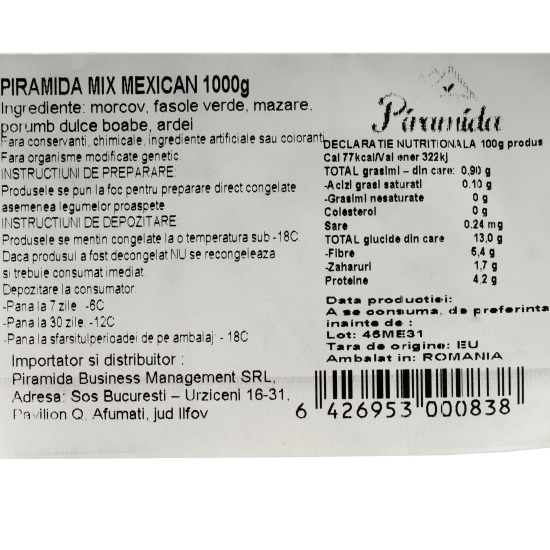 PIRAMIDA MIX MEXICAN 1000g
Ingrediente: morcov, fasole verde, mazare,
porumb dulce boabe, ardei
Fara conservanti, chimicale, ingrediente artificiale sau coloranti.
Fara organisme modificate genetic.
INSTRUCTIUNI DE PREPARARE:
Produsele se pun la foc pentru preparare direct congelate
asemenea legumelor proaspete
INSTRUCTIUNI DE DEPOZITARE:
Produsele se mentin congelate la o temperatura sub -18C
Daca produsul a fost decongelat NU se recongeleaza
si trebuie consumat imediat.
Depozitare la consumator:
-Pana la 7 zile: -6C
-Pana la 30 zile: -12C
-Pana la sfarsitul perioadei de pe ambalaj: - 18C
Importator si distribuitor :
Piramida Business Management SRL,
Adresa: Sos Bucuresti – Urziceni 16-31,
Pavilion Q, Afumati, jud Ilfov
Piramida
DECLARATIE NUTRITIONALA 100g produs
Cal 77kcal/Val ener 322kj
TOTAL grasimi – din care: 0,90 g
-Acizi grasi saturati 0.10 g
-Grasimi nesaturate 0 g
Colesterol 0 g
Sare 0.24 mg
TOTAL glucide din care 13,0 g
-Fibre 5,4 g
-Zaharuri 1,7 g
Proteine 4,2 g
Data productiei:
A se consuma, de preferinta
inainte de :
Lot: 46ME31
Tara de origine: EU
Ambalat in: ROMANIA
6 426953 000838